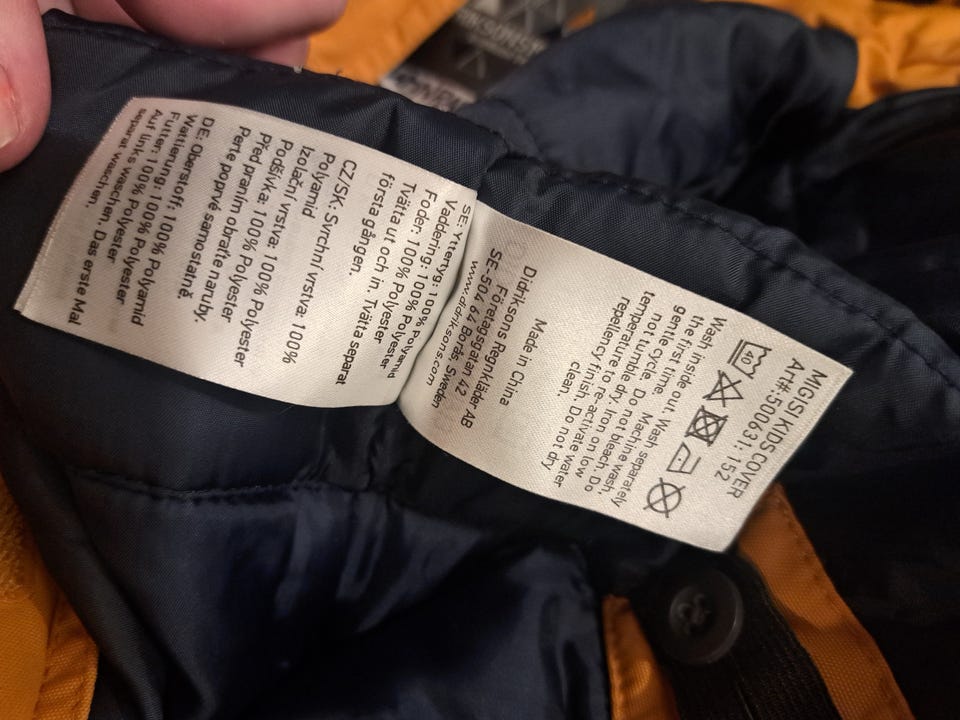 MIGISI KIDS COVER
Art#:500631:152
40
Wash inside out. Wash separately
the first time. Machine wash,
gentle cycle. Do not bleach. Do
not tumble dry. Iron on low
temperature to re-activate water
repellency finish. Do not dry
clean.
Made in China
Didriksons Regnkläder AB
Företagsgatan 42
SE-504 64 Borås, Sweden
www.didriksons.com
SE: Yttertyg: 100% Polyamid
Vaddering: 100% Polyester
Foder: 100% Polyester
Tvätta ut och in. Tvätta separat
första gången.
CZ/SK: Svrchní vrstva: 100%
Polyamid
Izolační vrstva: 100% Polyester
Podšívka: 100% Polyester
Před praním obraťte naruby.
Perte poprvé samostatně.
DE: Oberstoff: 100% Polyamid
Wattierung: 100% Polyester
Futter: 100% Polyester
Auf links waschen. Das erste Mal
separat waschen.